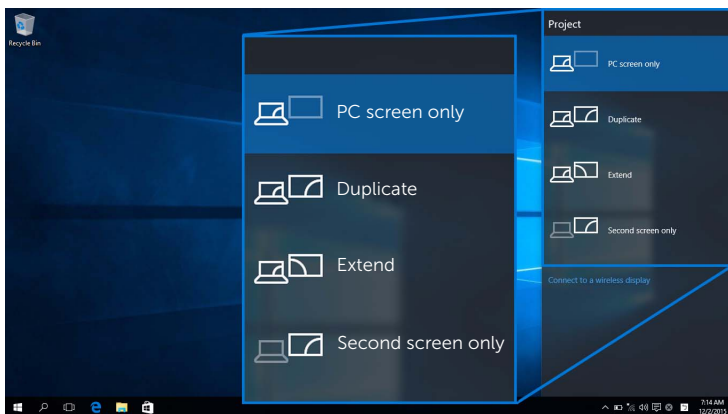 Recycle Bin
PC screen only
Duplicate
Extend
Second screen only
Project
PC screen only
Duplicate
Extend
Second screen only
Connect to a wireless display
7:14 AM